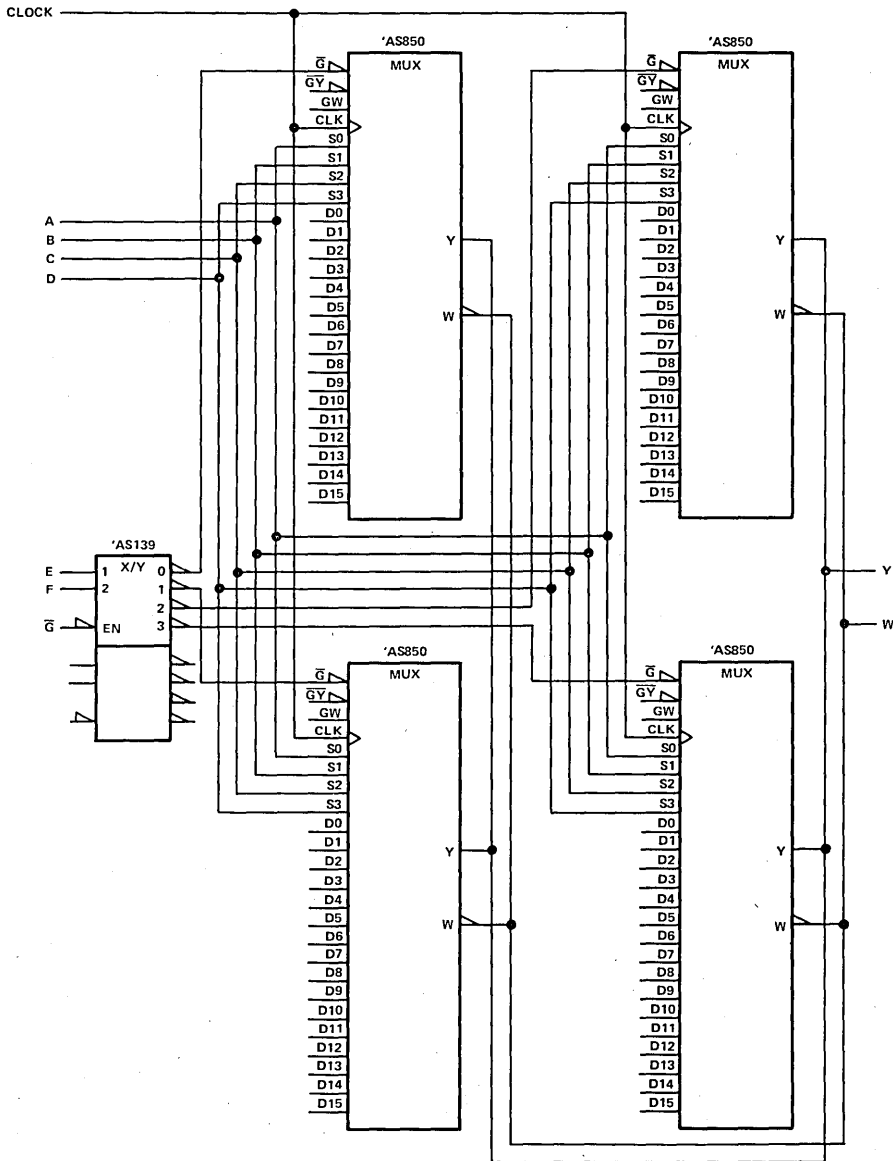 CLOCK
'AS850
MUX
G̅
G̅Y̅
GW
CLK
S0
S1
S2
S3
D0
D1
D2
D3
D4
D5
D6
D7
D8
D9
D10
D11
D12
D13
D14
D15
Y
W
'AS850
MUX
G̅
G̅Y̅
GW
CLK
S0
S1
S2
S3
D0
D1
D2
D3
D4
D5
D6
D7
D8
D9
D10
D11
D12
D13
D14
D15
Y
W
A
B
C
D
'AS139
X/Y
E
F
G̅
1
2
EN
0
1
2
3
Y
W
'AS850
MUX
G̅
G̅Y̅
GW
CLK
S0
S1
S2
S3
D0
D1
D2
D3
D4
D5
D6
D7
D8
D9
D10
D11
D12
D13
D14
D15
Y
W
'AS850
MUX
G̅
G̅Y̅
GW
CLK
S0
S1
S2
S3
D0
D1
D2
D3
D4
D5
D6
D7
D8
D9
D10
D11
D12
D13
D14
D15
Y
W